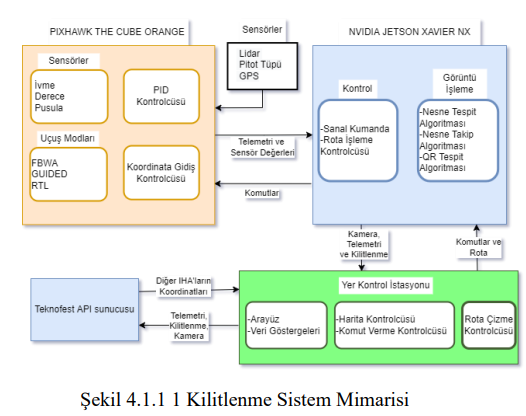 PIXHAWK THE CUBE ORANGE
Sensörler
İvme
Derece
Pusula
PID
Kontrolcüsü
Uçuş Modları
FBWA
GUIDED
RTL
Koordinata Gidiş
Kontrolcüsü
Sensörler
Lidar
Pitot Tüpü
GPS
Telemetri ve
Sensör Değerleri
Komutlar
NVIDIA JETSON XAVIER NX
Kontrol
-Sanal Kumanda
-Rota İşleme
Kontrolcüsü
Görüntü
İşleme
-Nesne Tespit
Algoritması
-Nesne Takip
Algoritması
-QR Tespit
Algoritması
Kamera,
Telemetri
ve Kilitlenme
Komutlar ve
Rota
Teknofest API sunucusu
Diğer IHA'ların
Koordinatları
Telemetri,
Kilitlenme,
Kamera
Yer Kontrol İstasyonu
-Arayüz
-Veri Göstergeleri
-Harita Kontrolcüsü
-Komut Verme Kontrolcüsü
Rota Çizme
Kontrolcüsü
Şekil 4.1.1 1 Kilitlenme Sistem Mimarisi